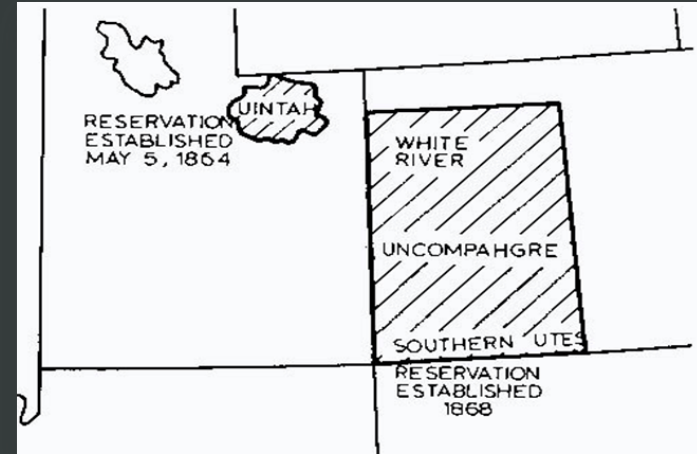 UINTAH
RESERVATION
ESTABLISHED
MAY 5, 1864
WHITE
RIVER
UNCOMPAHGRE
SOUTHERN UTES
RESERVATION
ESTABLISHED
1868